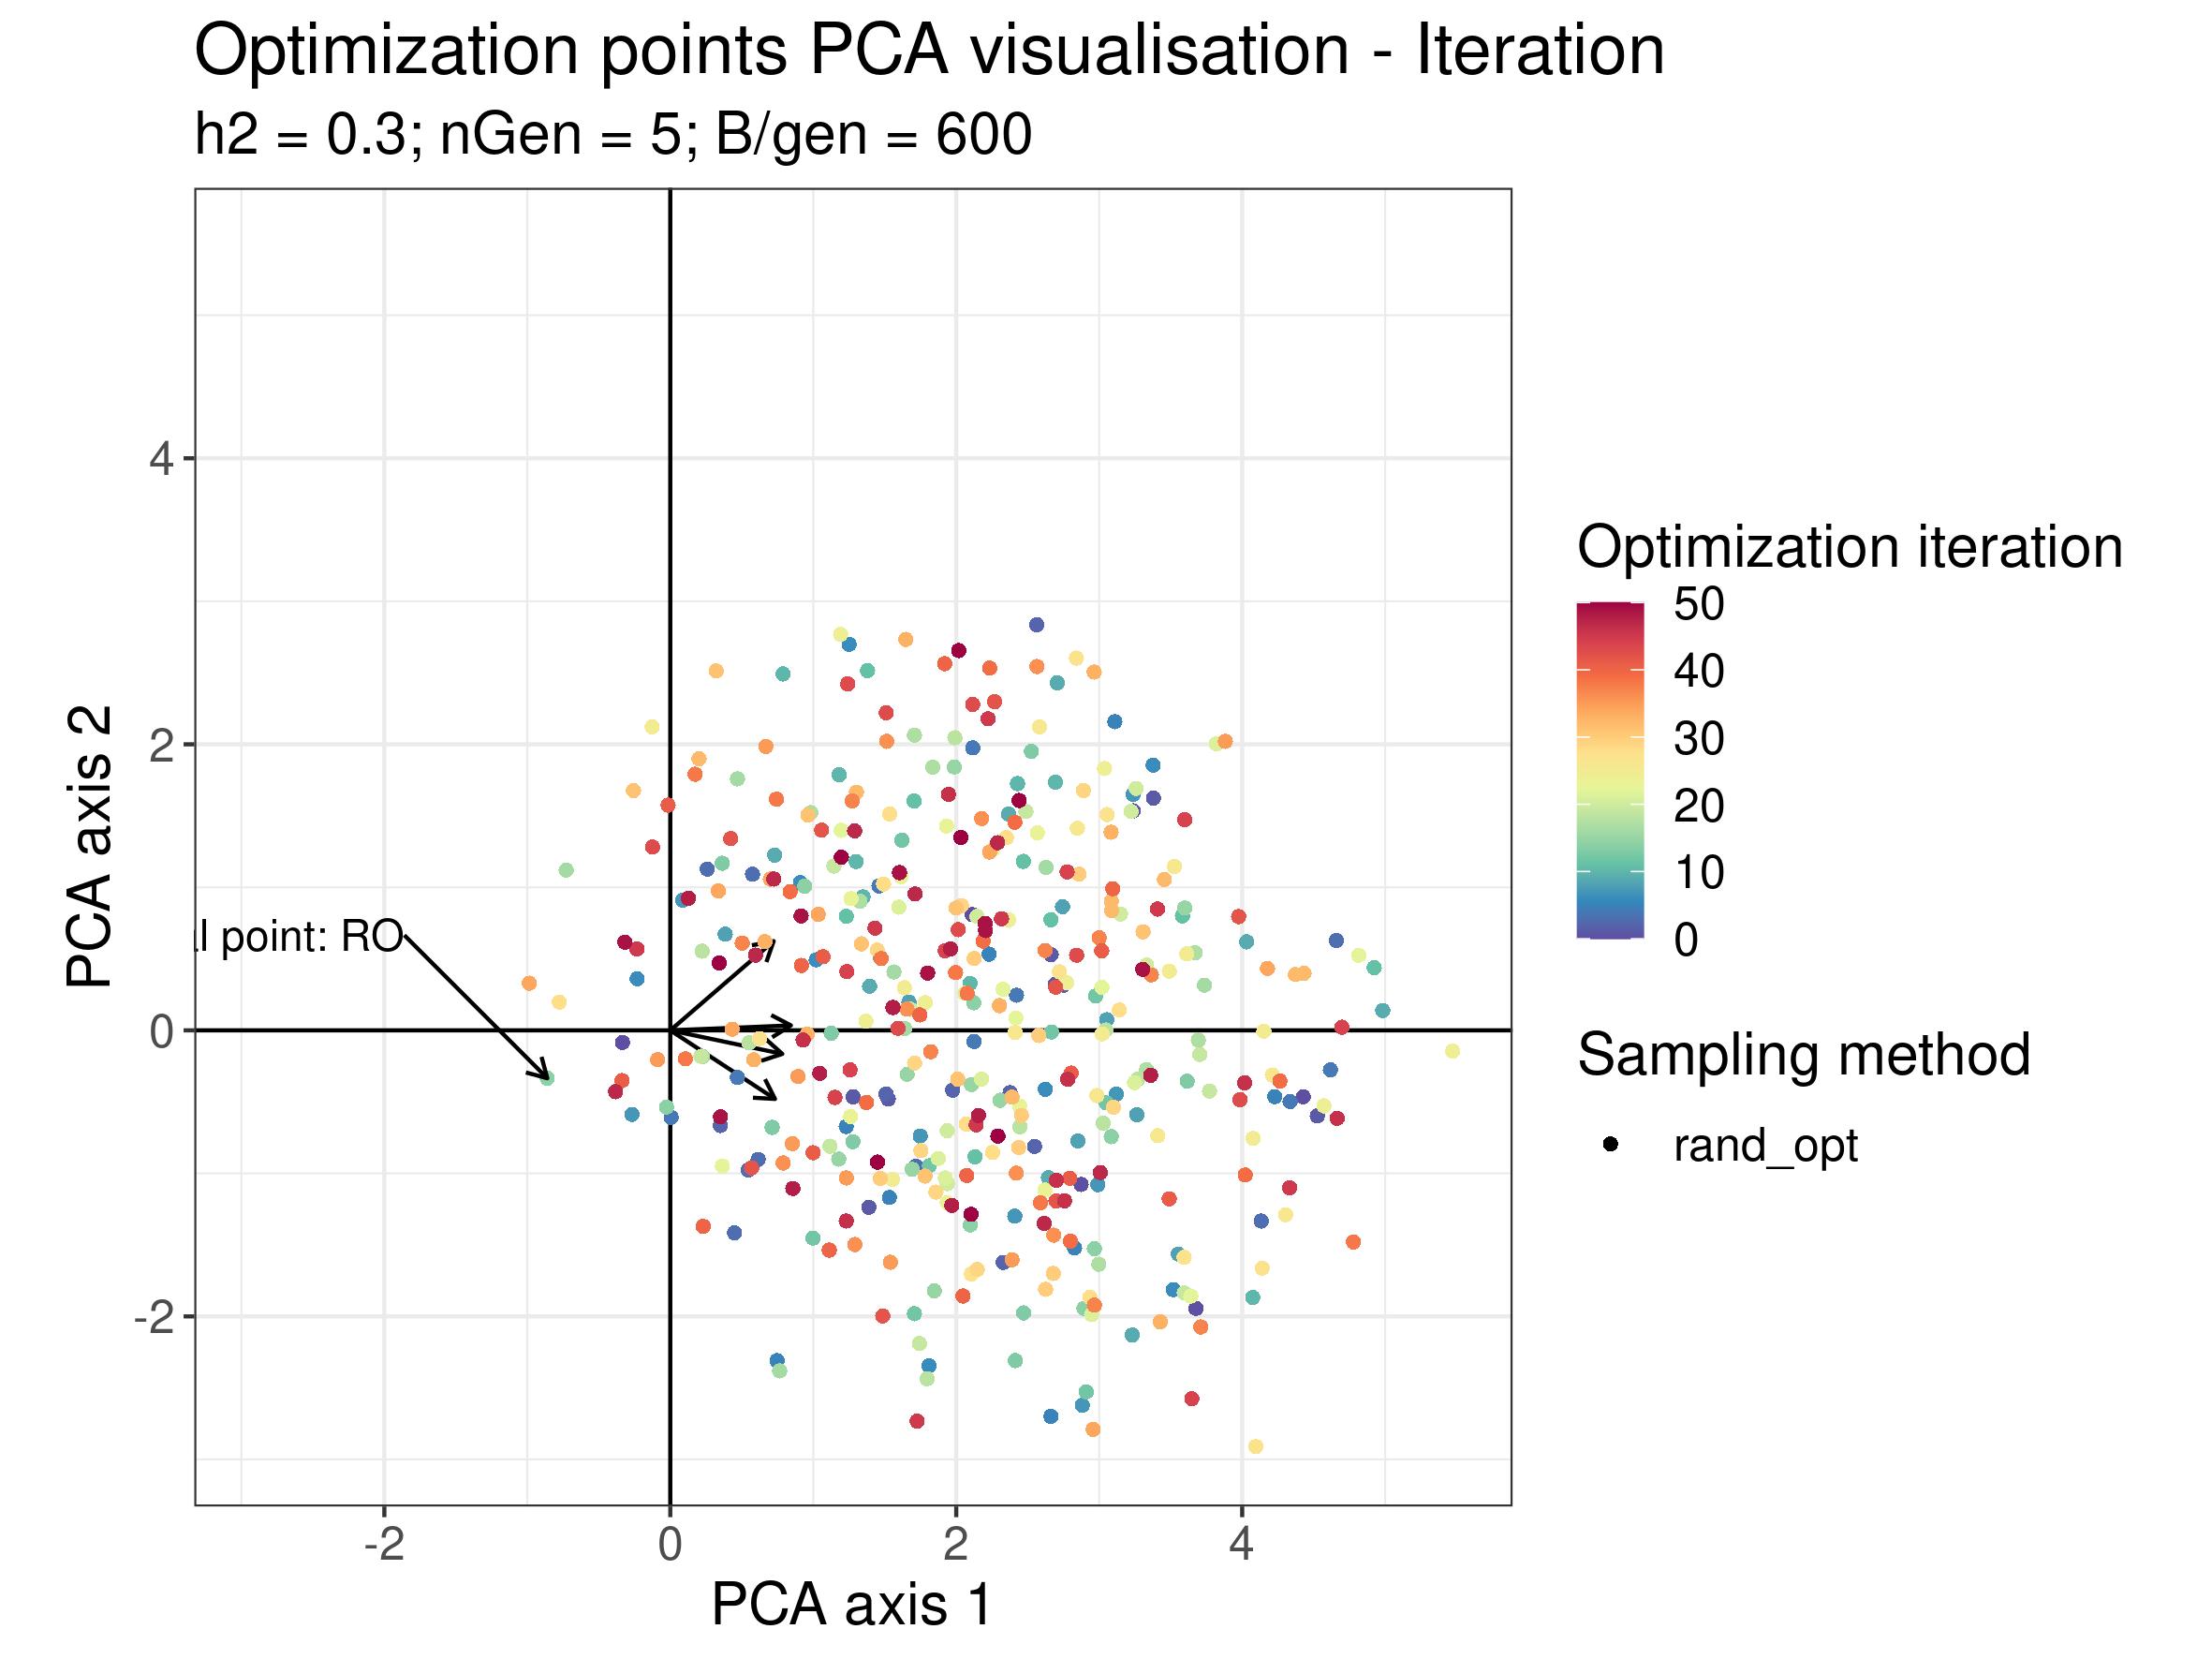 Optimization points PCA visualisation - Iteration
h2 = 0.3; nGen = 5; B/gen = 600
PCA axis 2
4
2
0
-2
l point: RO
-2
0
2
4
PCA axis 1
Optimization iteration
50
40
30
20
10
0
Sampling method
rand_opt